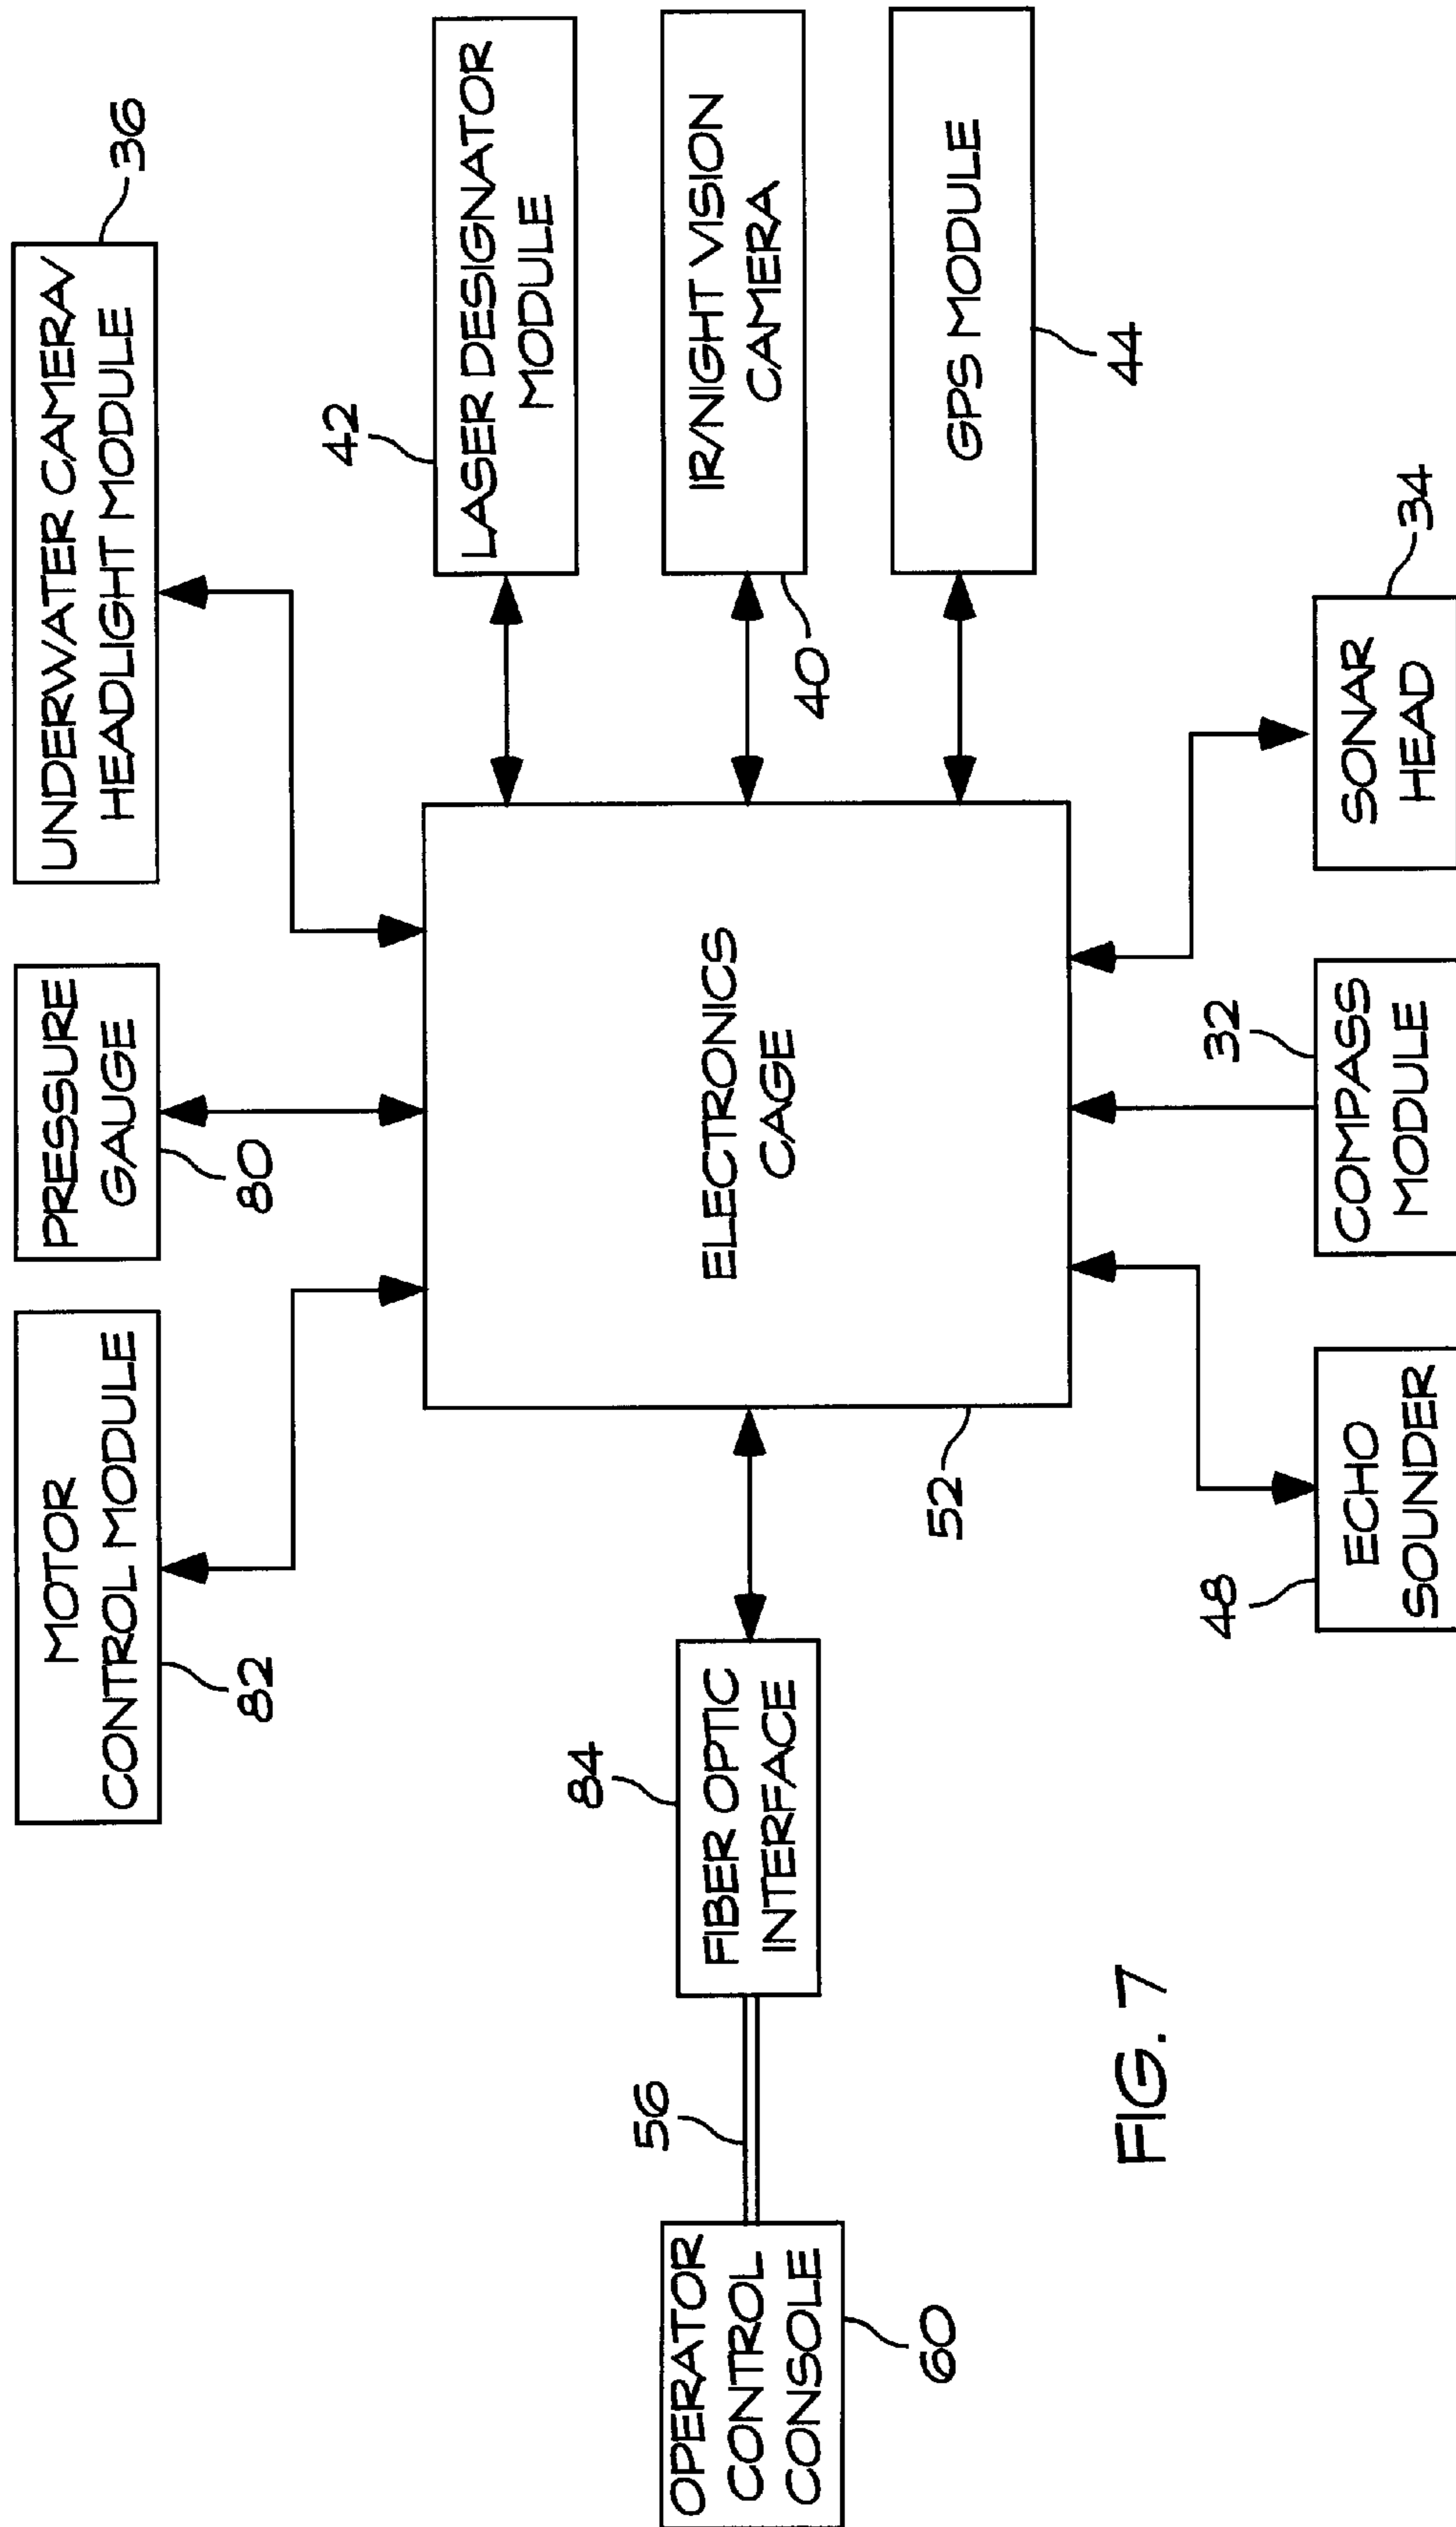 MOTOR
CONTROL MODULE
82
PRESSURE
GAUGE
80
UNDERWATER CAMERA/
HEADLIGHT MODULE
36
42
LASER DESIGNATOR
MODULE
OPERATOR
CONTROL
CONSOLE
60
56
84
FIBER OPTIC
INTERFACE
ELECTRONICS
CAGE
52
IR/NIGHT VISION
CAMERA
40
GPS MODULE
44
48
ECHO
SOUNDER
32
COMPASS
MODULE
SONAR
HEAD
34
FIG. 7